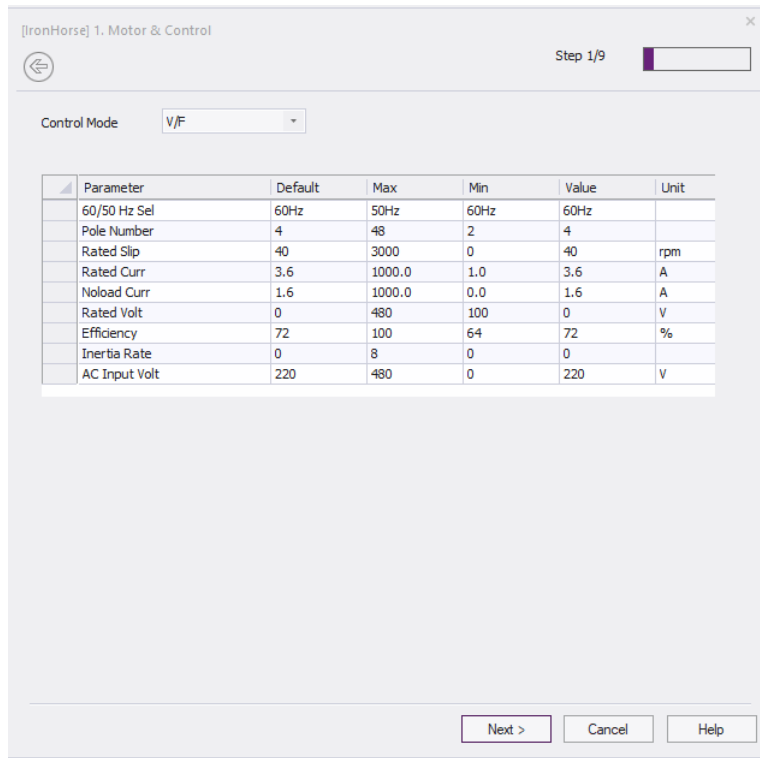 [IronHorse] 1. Motor & Control
Step 1/9
Control Mode V/F
Parameter Default Max Min Value Unit
60/50 Hz Sel 60Hz 50Hz 60Hz 60Hz
Pole Number 4 48 2 4
Rated Slip 40 3000 0 40 rpm
Rated Curr 3.6 1000.0 1.0 3.6 A
Noload Curr 1.6 1000.0 0.0 1.6 A
Rated Volt 0 480 100 0 V
Efficiency 72 100 64 72 %
Inertia Rate 0 8 0 0
AC Input Volt 220 480 0 220 V
Next > Cancel Help